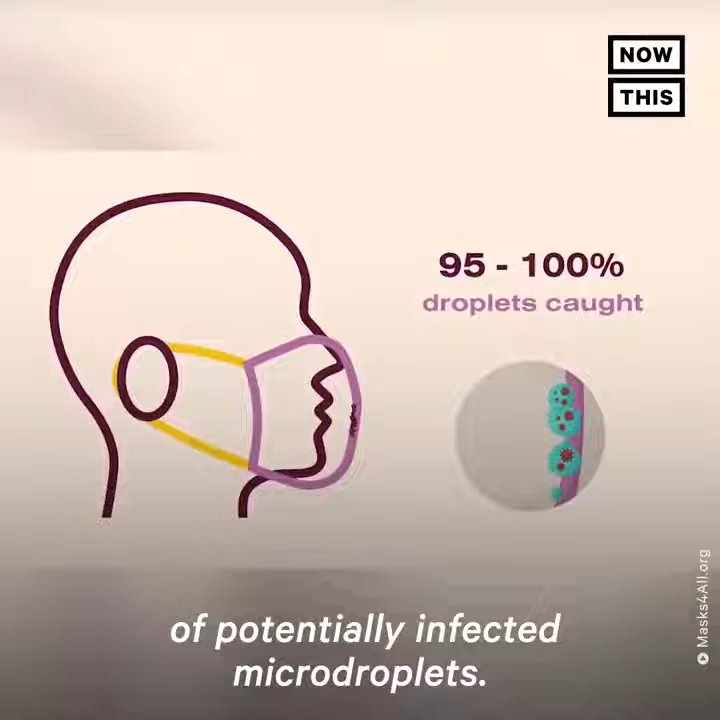 NOW
THIS
95 - 100%
droplets caught
Masks4All.org
of potentially infected
microdroplets.